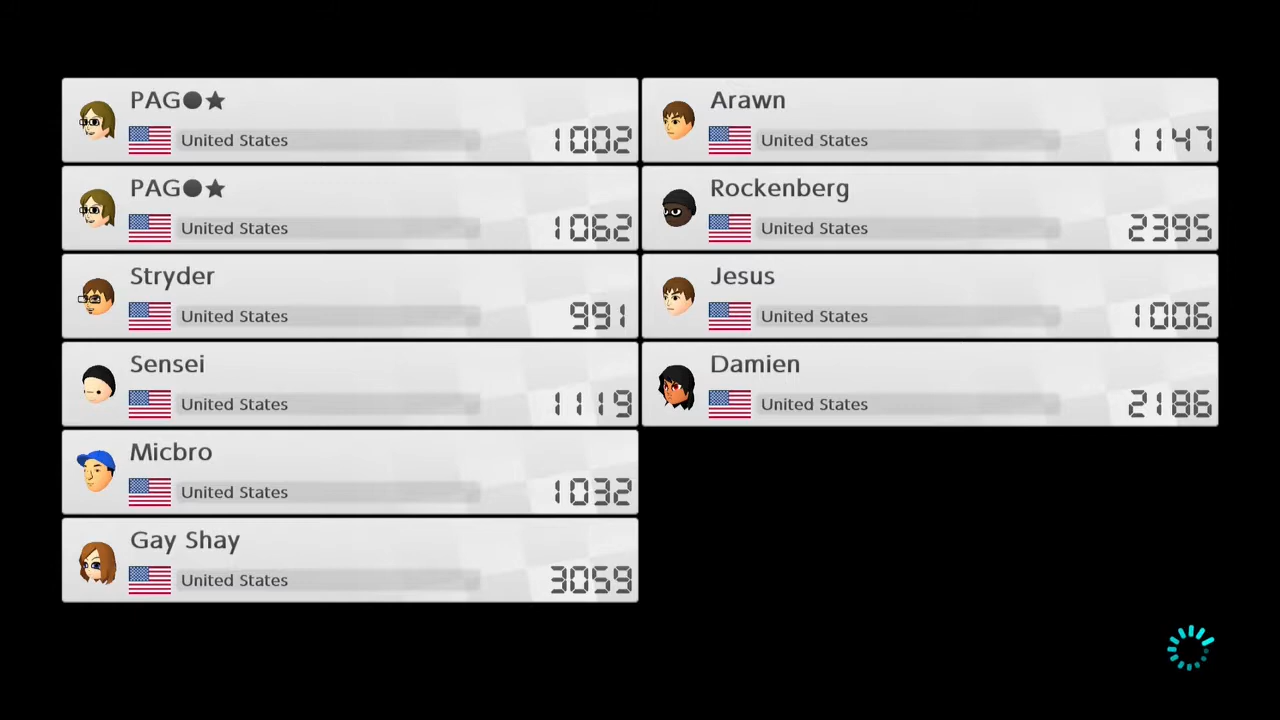 PAG●★
United States
1002
PAG●★
United States
1062
Stryder
United States
991
Sensei
United States
1119
Micbro
United States
1032
Gay Shay
United States
3059
Arawn
United States
1147
Rockenberg
United States
2395
Jesus
United States
1006
Damien
United States
2186